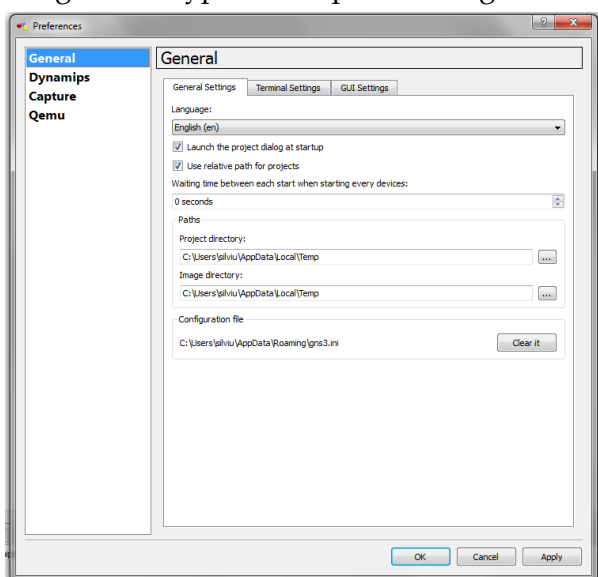 Preferences
General
Dynamips
Capture
Qemu
General
General Settings Terminal Settings GUI Settings
Language:
English (en)
Launch the project dialog at startup
Use relative path for projects
Waiting time between each start when starting every devices:
0 seconds
Paths
Project directory:
C:\Users\silviu\AppData\Local\Temp
...
Image directory:
C:\Users\silviu\AppData\Local\Temp
...
Configuration file
C:\Users\silviu\AppData\Roaming\gns3.ini
Clear it
OK Cancel Apply